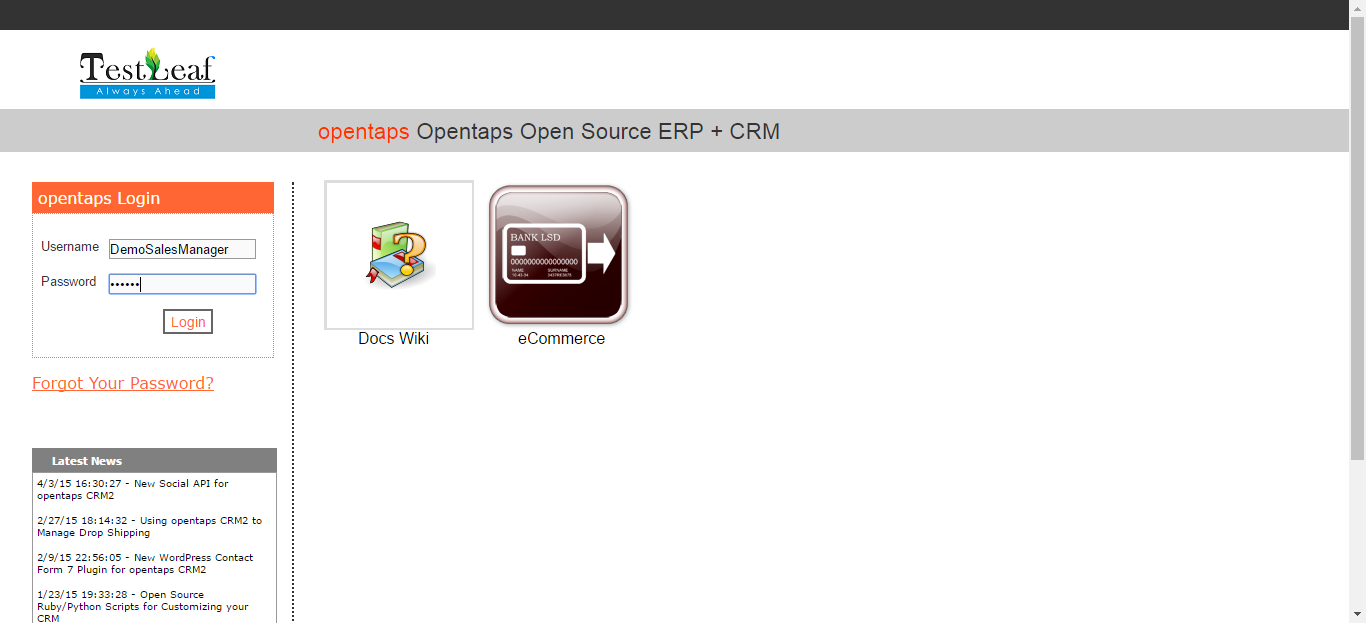 TestLeaf
Always Ahead
opentaps Opentaps Open Source ERP + CRM
opentaps Login
Username DemoSalesManager
Password ••••••
Login
Forgot Your Password?
BANK LSD
0000000000000000
NAME SURNAME
Docs Wiki
eCommerce
Latest News
4/3/15 16:30:27 - New Social API for
opentaps CRM2
2/27/15 18:14:32 - Using opentaps CRM2 to
Manage Drop Shipping
2/9/15 22:56:05 - New WordPress Contact
Form 7 Plugin for opentaps CRM2
1/23/15 19:33:28 - Open Source
Ruby/Python Scripts for Customizing your
CRM